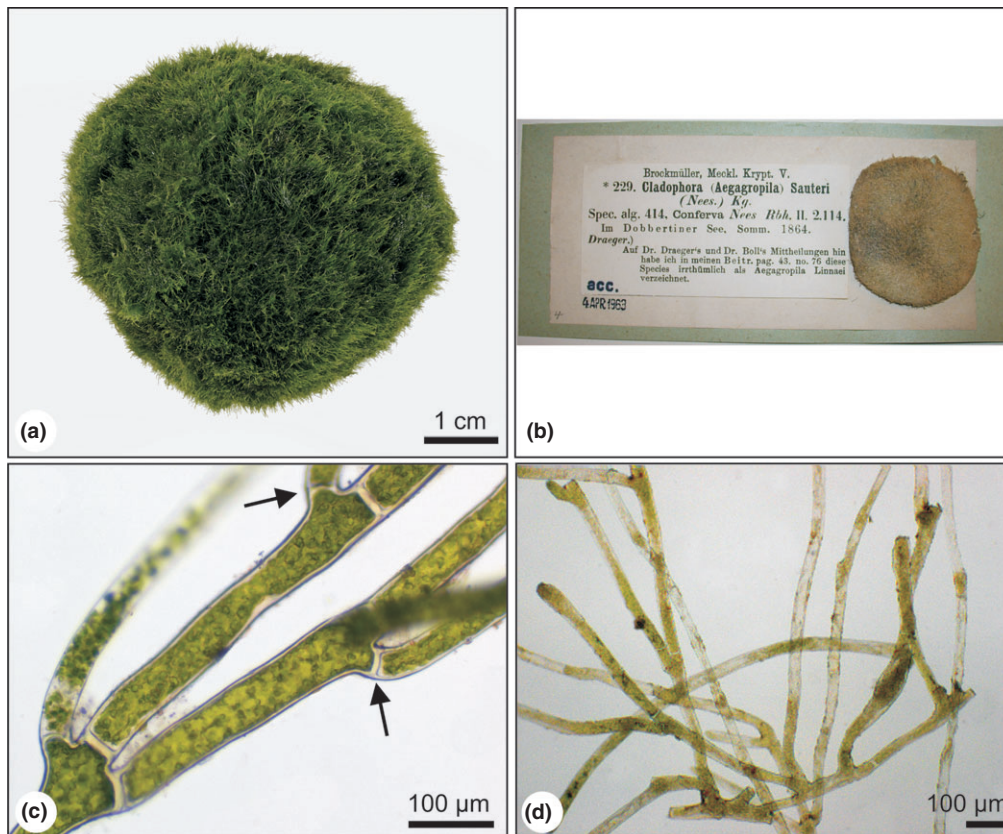 1 cm
(a)
Brockmüller, Meckl. Krypt. V.
* 229. Cladophora (Aegagropila) Sauteri
(Nees.) Kg.
Spec. alg. 414. Conferva Nees Rbh. II. 2.114.
Im Dobbertiner See. Somm. 1864.
Draeger.)
Auf Dr. Draeger's und Dr. Boll's Mittheilungen hin
habe ich in meinen Beitr. pag. 43. no. 76 diese
Species irrthümlich als Aegagropila Linnaei
verzeichnet.
acc.
4 APR 1963
(b)
(c)
100 µm
(d)
100 µm